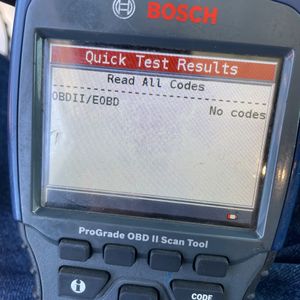 BOSCH
Quick Test Results
Read All Codes
OBDII/EOBD
No codes
ProGrade OBD II Scan Tool
i
CODE